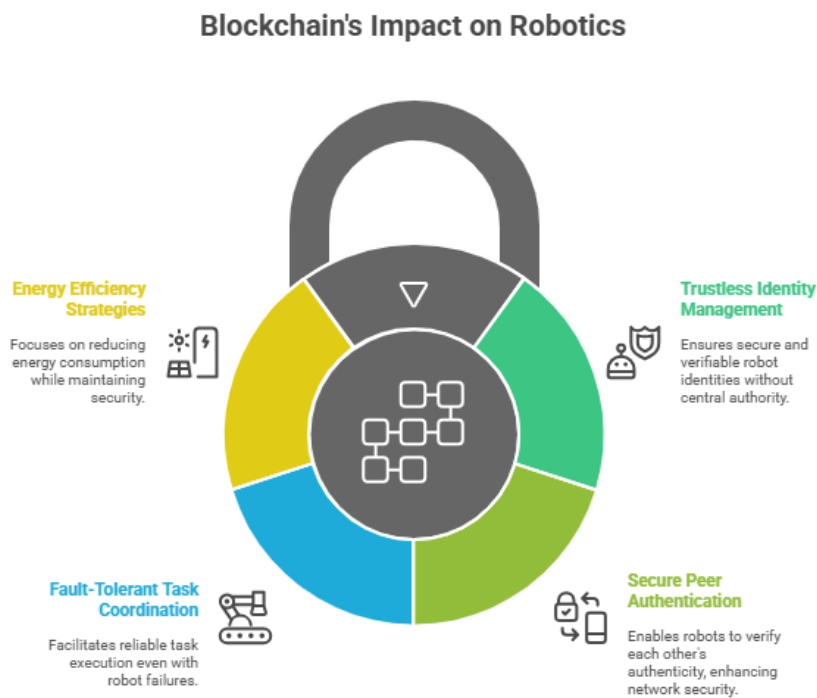 Blockchain's Impact on Robotics
Energy Efficiency
Strategies
Focuses on reducing
energy consumption
while maintaining
security.
Trustless Identity
Management
Ensures secure and
verifiable robot
identities without
central authority.
Fault-Tolerant Task
Coordination
Facilitates reliable task
execution even with
robot failures.
Secure Peer
Authentication
Enables robots to verify
each other's
authenticity, enhancing
network security.